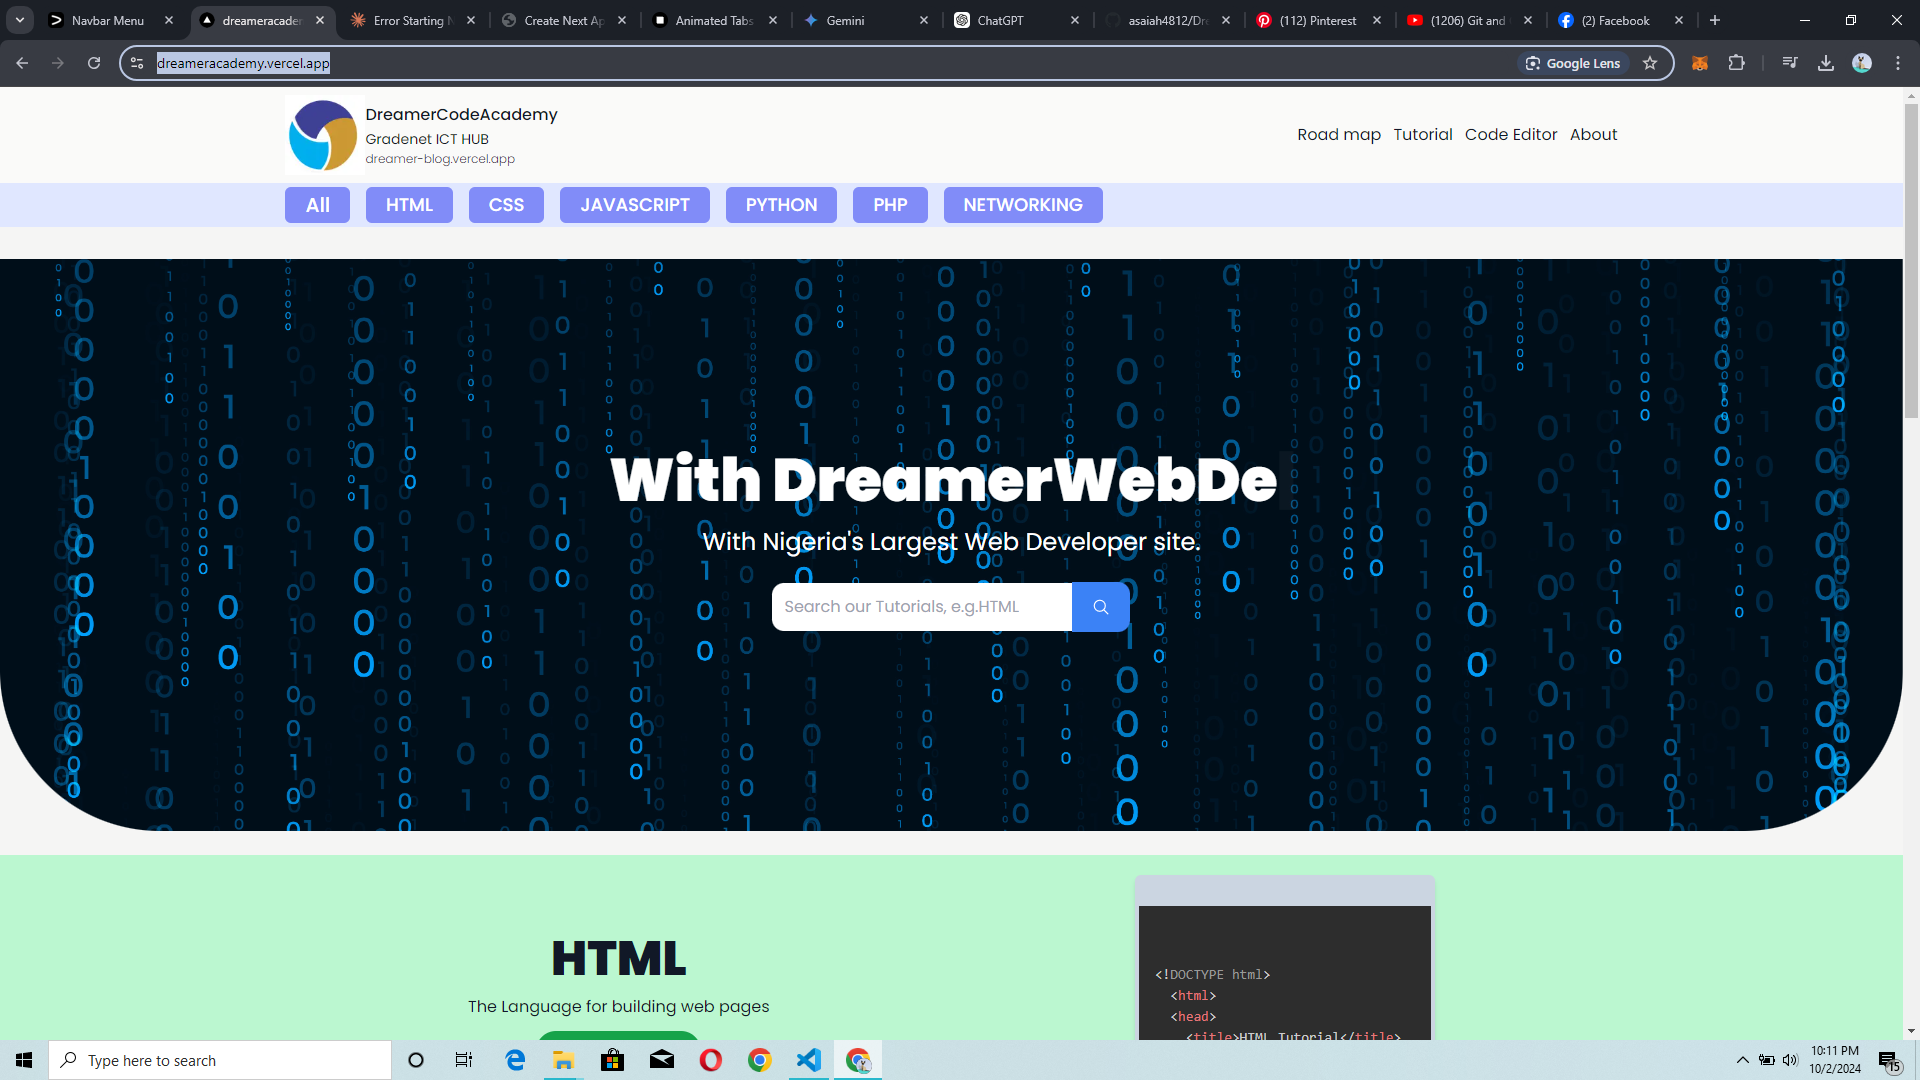 Navbar Menu
dreameracader
Error Starting N
Create Next Ap
Animated Tabs
Gemini
ChatGPT
asaiah4812/Dre
(112) Pinterest
(1206) Git and
(2) Facebook
dreameracademy.vercel.app
Google Lens
DreamerCodeAcademy
Gradenet ICT HUB
dreamer-blog.vercel.app
Road map Tutorial Code Editor About
All HTML CSS JAVASCRIPT PYTHON PHP NETWORKING
With DreamerWebDe
With Nigeria's Largest Web Developer site.
Search our Tutorials, e.g.HTML
HTML
The Language for building web pages
<!DOCTYPE html>
<html>
<head>
<title>HTML Tutorial</title>
Type here to search
10:11 PM
10/2/2024
15